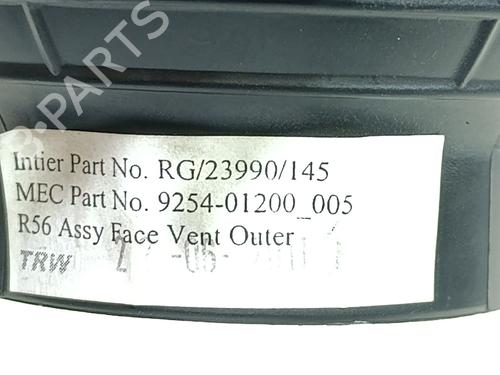 B-PARTS
Intier Part No. RG/23990/145
MEC Part No. 9254-01200_005
R56 Assy Face Vent Outer
TRW